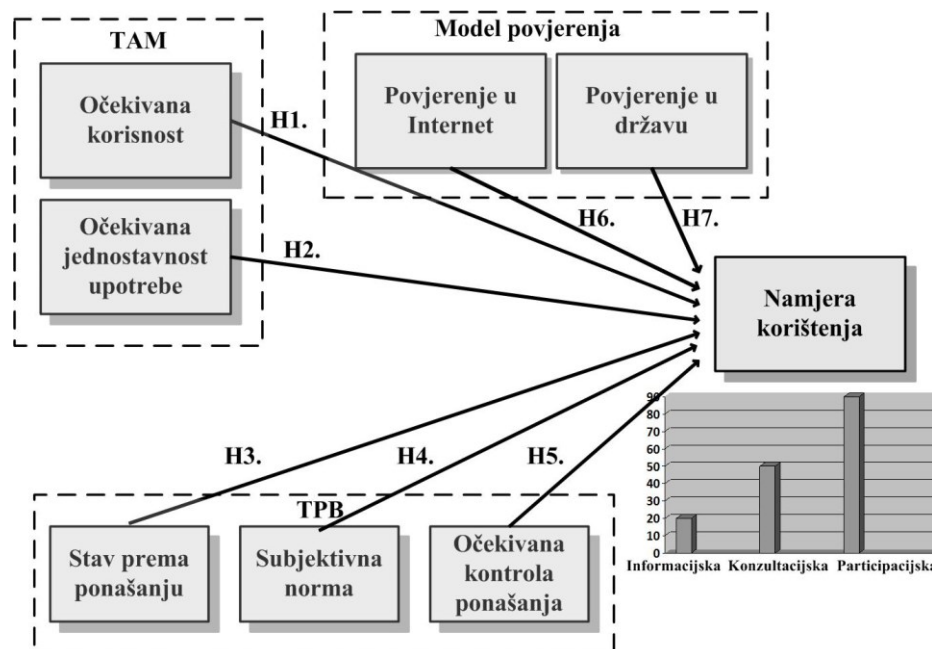 TAM
Očekivana
korisnost
Očekivana
jednostavnost
upotrebe
Model povjerenja
Povjerenje u
Internet
Povjerenje u
državu
H1.
H2.
H6.
H7.
Namjera
korištenja
H3.
H4.
H5.
TPB
Stav prema
ponašanju
Subjektivna
norma
Očekivana
kontrola
ponašanja
90
80
70
60
50
40
30
20
10
0
Informacijska Konzultacijska Participacijska